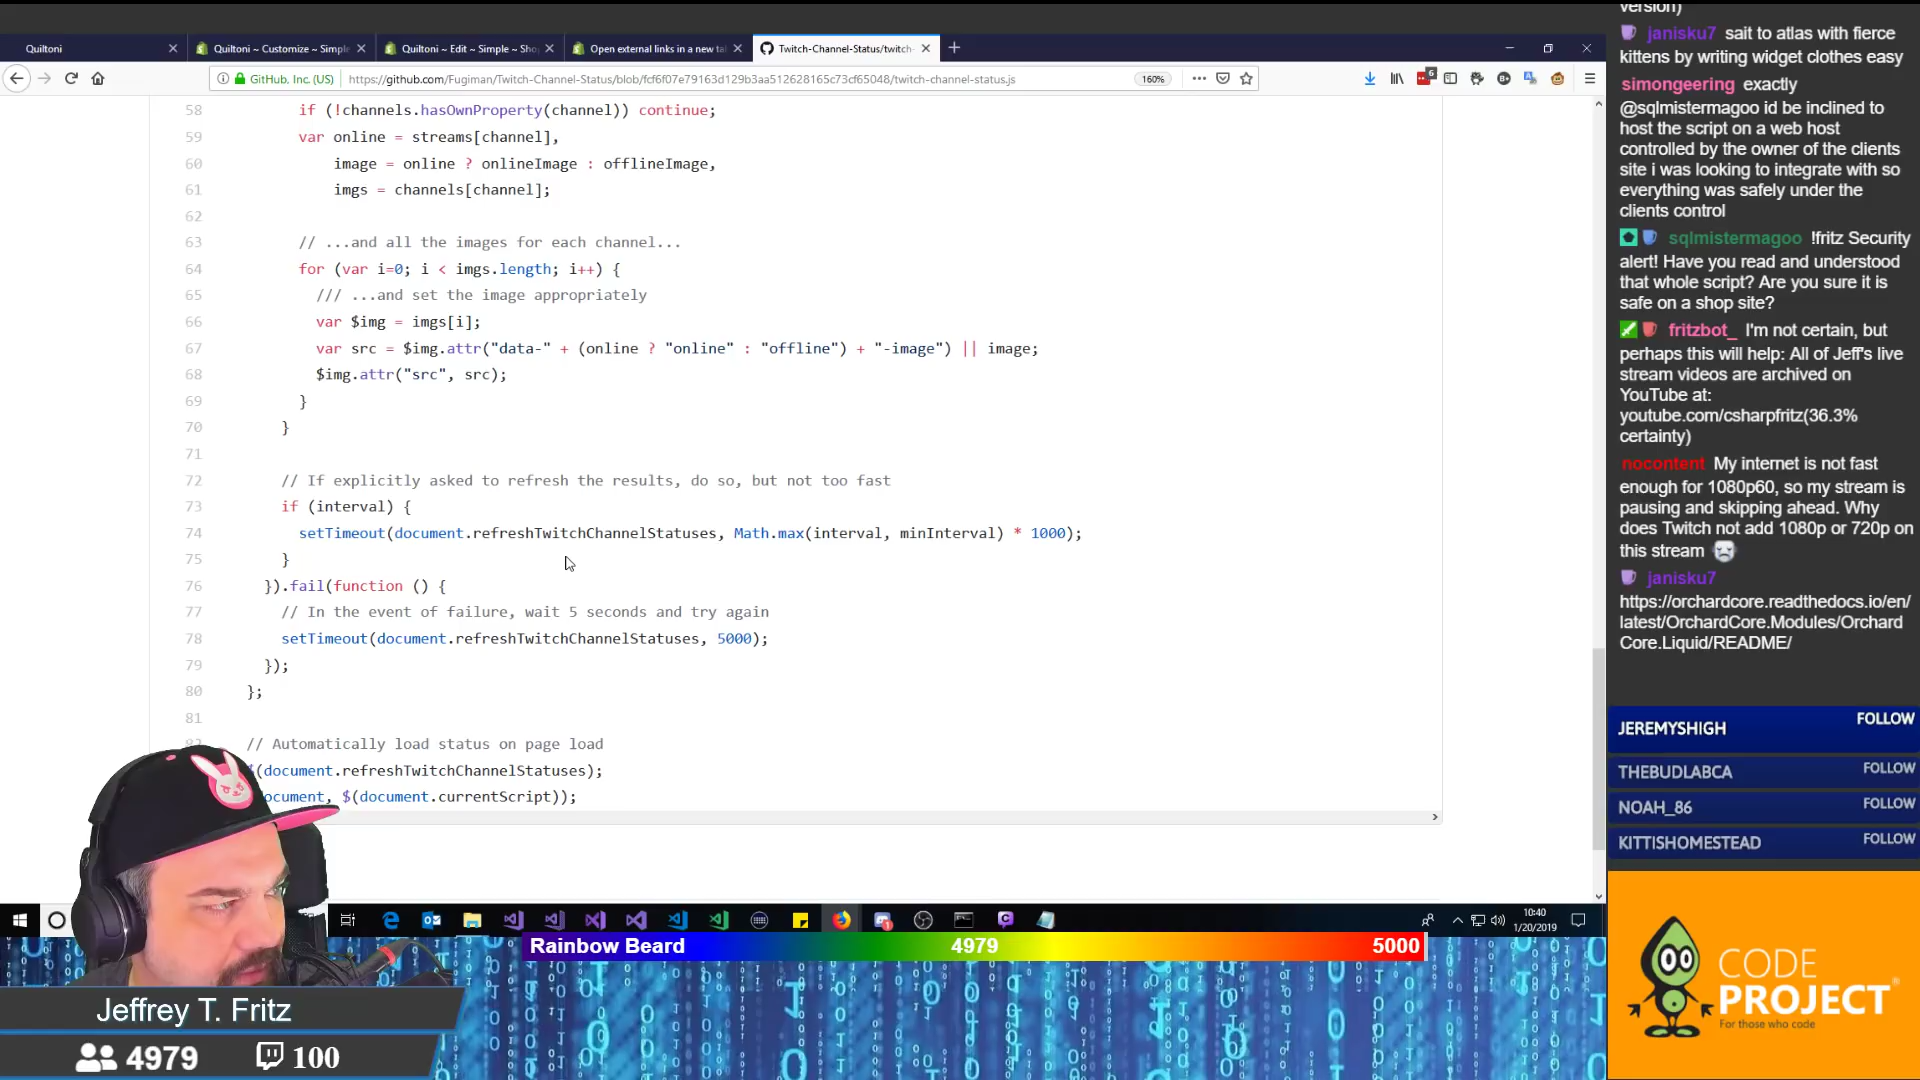 Quiltoni
Quiltoni ~ Customize ~ Simple
Quiltoni ~ Edit ~ Simple ~ Sho
Open external links in a new ta
Twitch-Channel-Status/twitch-
GitHub, Inc. (US)
https://github.com/Fugiman/Twitch-Channel-Status/blob/fcf6f07e79163d129b3aa512628165c73cf65048/twitch-channel-status.js
160%
6
58 if (!channels.hasOwnProperty(channel)) continue;
59 var online = streams[channel],
60 image = online ? onlineImage : offlineImage,
61 imgs = channels[channel];
62
63 // ...and all the images for each channel...
64 for (var i=0; i < imgs.length; i++) {
65 /// ...and set the image appropriately
66 var $img = imgs[i];
67 var src = $img.attr("data-" + (online ? "online" : "offline") + "-image") || image;
68 $img.attr("src", src);
69 }
70 }
71
72 // If explicitly asked to refresh the results, do so, but not too fast
73 if (interval) {
74 setTimeout(document.refreshTwitchChannelStatuses, Math.max(interval, minInterval) * 1000);
75 }
76 }).fail(function () {
77 // In the event of failure, wait 5 seconds and try again
78 setTimeout(document.refreshTwitchChannelStatuses, 5000);
79 });
80 };
81
// Automatically load status on page load
(document.refreshTwitchChannelStatuses);
ocument, $(document.currentScript));
version)
janisku7 sait to atlas with fierce
kittens by writing widget clothes easy
simongeering exactly
@sqlmistermagoo id be inclined to
host the script on a web host
controlled by the owner of the clients
site i was looking to integrate with so
everything was safely under the
clients control
sqlmistermagoo !fritz Security
alert! Have you read and understood
that whole script? Are you sure it is
safe on a shop site?
fritzbot_ I'm not certain, but
perhaps this will help: All of Jeff's live
stream videos are archived on
YouTube at:
youtube.com/csharpfritz(36.3%
certainty)
nocontent My internet is not fast
enough for 1080p60, so my stream is
pausing and skipping ahead. Why
does Twitch not add 1080p or 720p on
this stream
janisku7
https://orchardcore.readthedocs.io/en/
latest/OrchardCore.Modules/Orchard
Core.Liquid/README/
JEREMYSHIGH FOLLOW
THEBUDLABCA FOLLOW
NOAH_86 FOLLOW
KITTISHOMESTEAD FOLLOW
10:40
1/20/2019
Rainbow Beard 4979 5000
Jeffrey T. Fritz
4979 100
CODE
PROJECT
For those who code